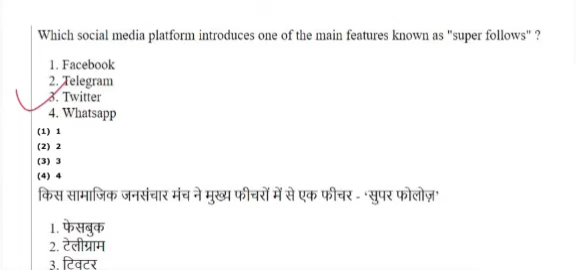 Which social media platform introduces one of the main features known as "super follows" ?
1. Facebook
2. Telegram
3. Twitter
4. Whatsapp
(1) 1
(2) 2
(3) 3
(4) 4
किस सामाजिक जनसंचार मंच ने मुख्य फीचरों में से एक फीचर - 'सुपर फोलोज़'
1. फेसबुक
2. टेलीग्राम
3. ट्विटर